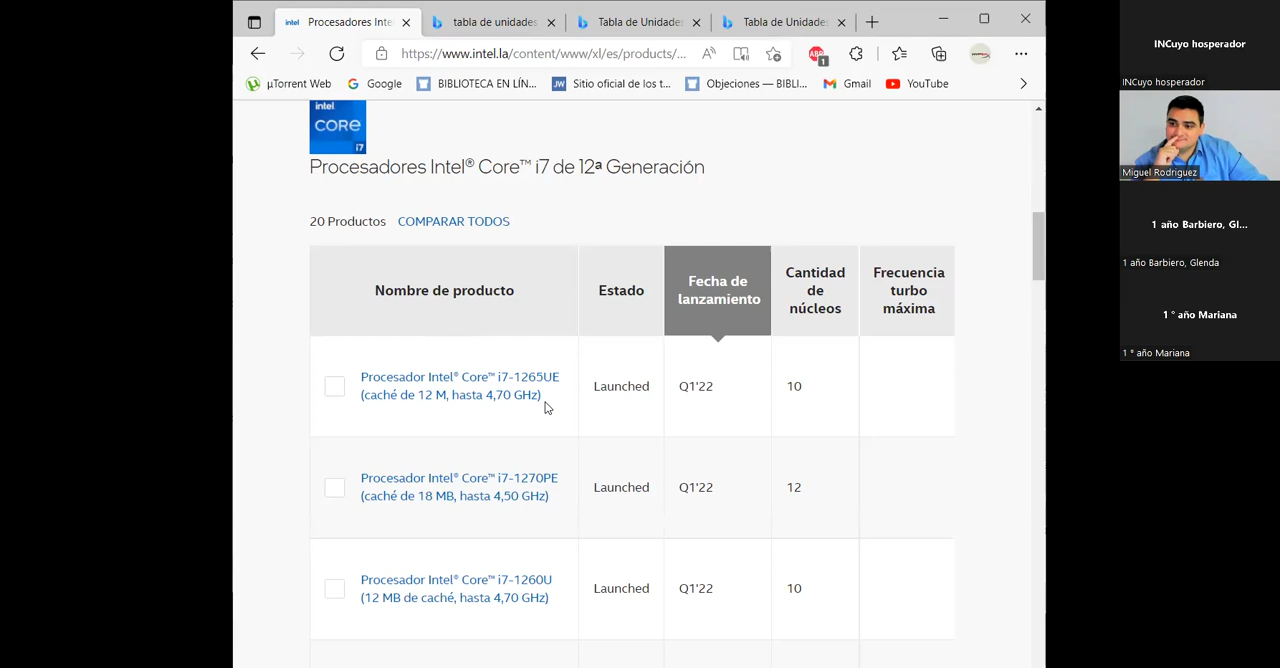 Procesadores Inte
tabla de unidades
Tabla de Unidade
Tabla de Unidade
https://www.intel.la/content/www/xl/es/products/...
ABP
1
µTorrent Web
Google
BIBLIOTECA EN LÍN...
JW
Sitio oficial de los t...
Objeciones — BIBLI...
Gmail
YouTube
intel
CORE
i7
Procesadores Intel® Core™ i7 de 12ª Generación
20 Productos COMPARAR TODOS
Nombre de producto
Estado
Fecha de
lanzamiento
Cantidad
de
núcleos
Frecuencia
turbo
máxima
Procesador Intel® Core™ i7-1265UE
(caché de 12 M, hasta 4,70 GHz)
Launched
Q1'22
10
Procesador Intel® Core™ i7-1270PE
(caché de 18 MB, hasta 4,50 GHz)
Launched
Q1'22
12
Procesador Intel® Core™ i7-1260U
(12 MB de caché, hasta 4,70 GHz)
Launched
Q1'22
10
INCuyo hosperador
INCuyo hosperador
Miguel Rodriguez
1 año Barbiero, Gl...
1 año Barbiero, Glenda
1 ° año Mariana
1 ° año Mariana